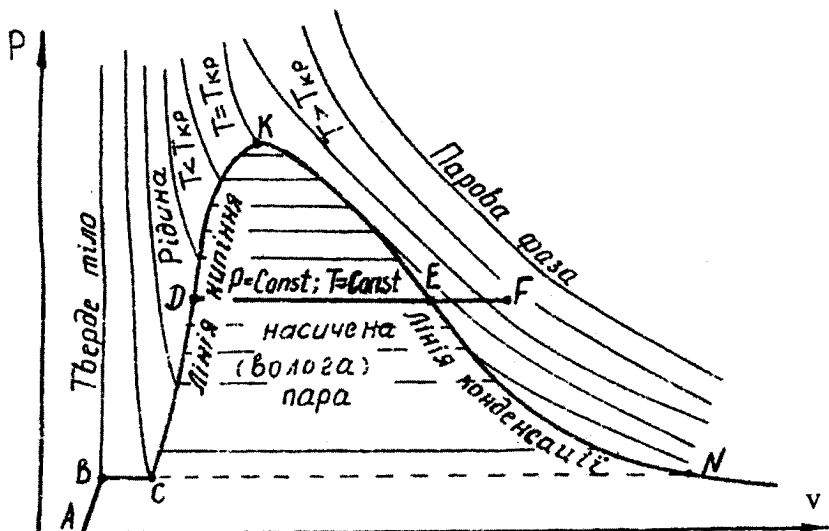 P
Тверде тіло
Рідина
T< Tкр
T= Tкр
K
T> Tкр
Парова фаза
Лінія кипіння
D
P=Const; T=Const
E
F
насичена
(волога)
пара
Лінія конденсації
B
C
N
A
v